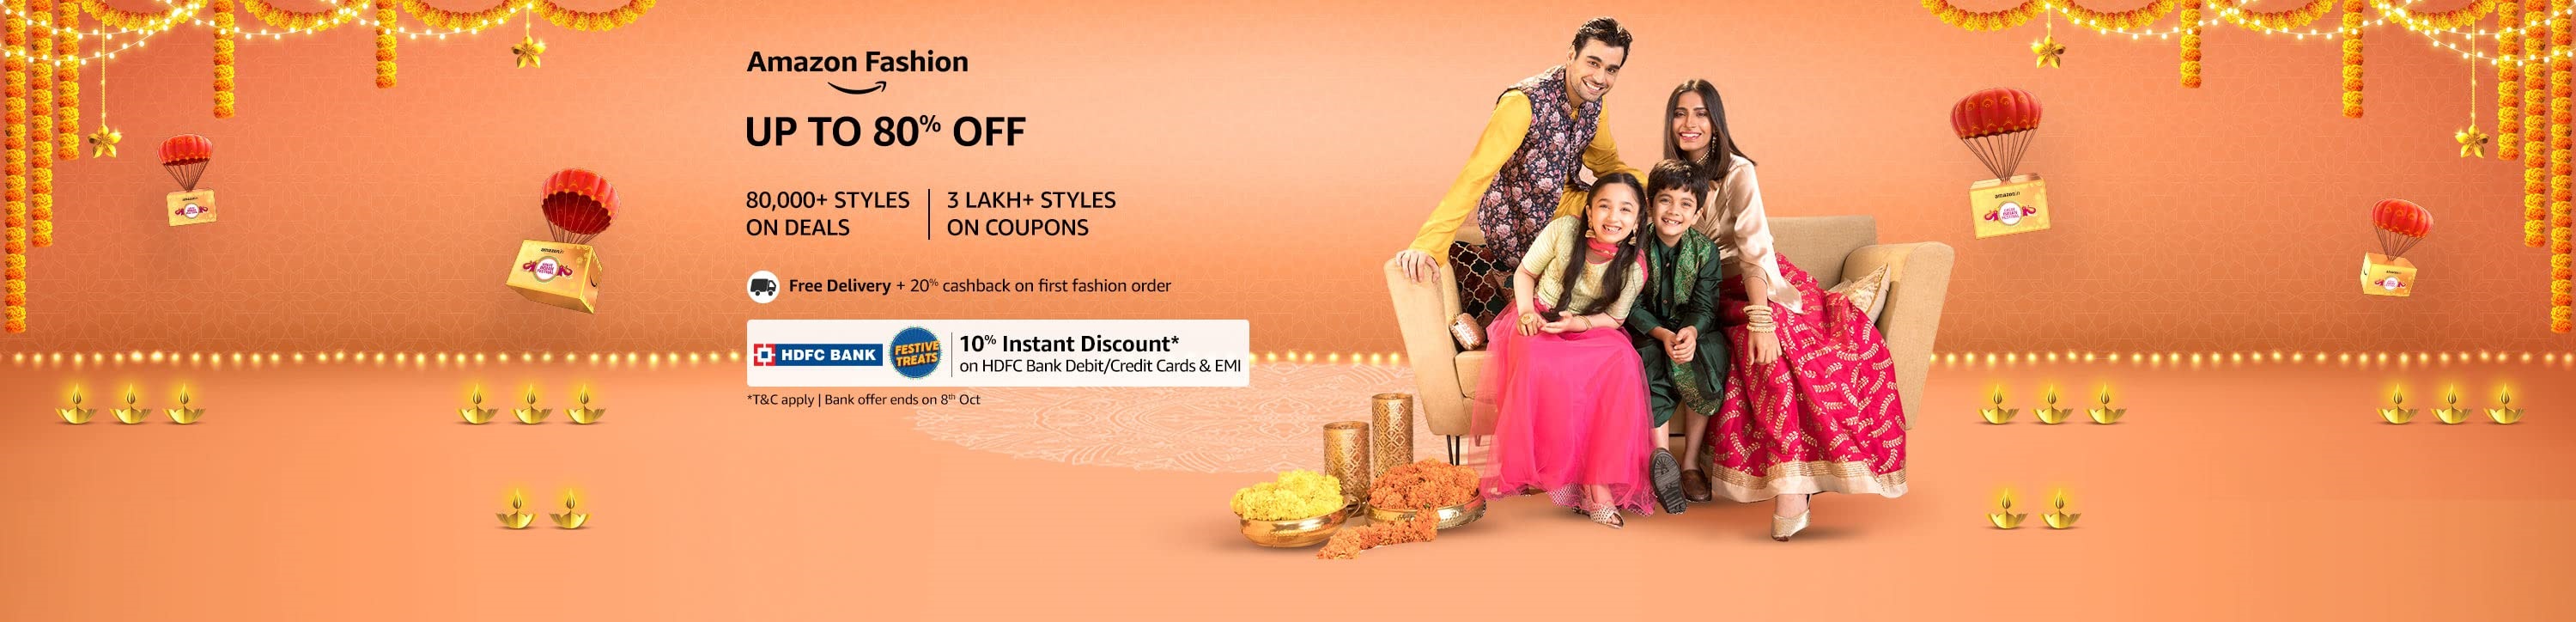 Amazon Fashion
UP TO 80% OFF
80,000+ STYLES
ON DEALS
3 LAKH+ STYLES
ON COUPONS
Free Delivery + 20% cashback on first fashion order
HDFC BANK
FESTIVE
TREATS
10% Instant Discount*
on HDFC Bank Debit/Credit Cards & EMI
*T&C apply | Bank offer ends on 8th Oct